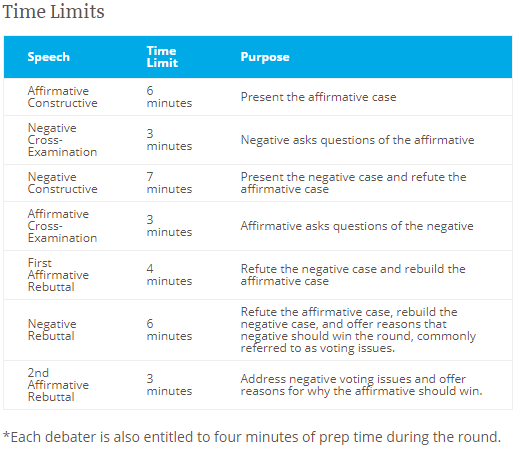 Time Limits
Speech
Time
Limit
Purpose
Affirmative
Constructive
6
minutes
Present the affirmative case
Negative
Cross-
Examination
3
minutes
Negative asks questions of the affirmative
Negative
Constructive
7
minutes
Present the negative case and refute the
affirmative case
Affirmative
Cross-
Examination
3
minutes
Affirmative asks questions of the negative
First
Affirmative
Rebuttal
4
minutes
Refute the negative case and rebuild the
affirmative case
Negative
Rebuttal
6
minutes
Refute the affirmative case, rebuild the
negative case, and offer reasons that
negative should win the round, commonly
referred to as voting issues.
2nd
Affirmative
Rebuttal
3
minutes
Address negative voting issues and offer
reasons for why the affirmative should win.
*Each debater is also entitled to four minutes of prep time during the round.